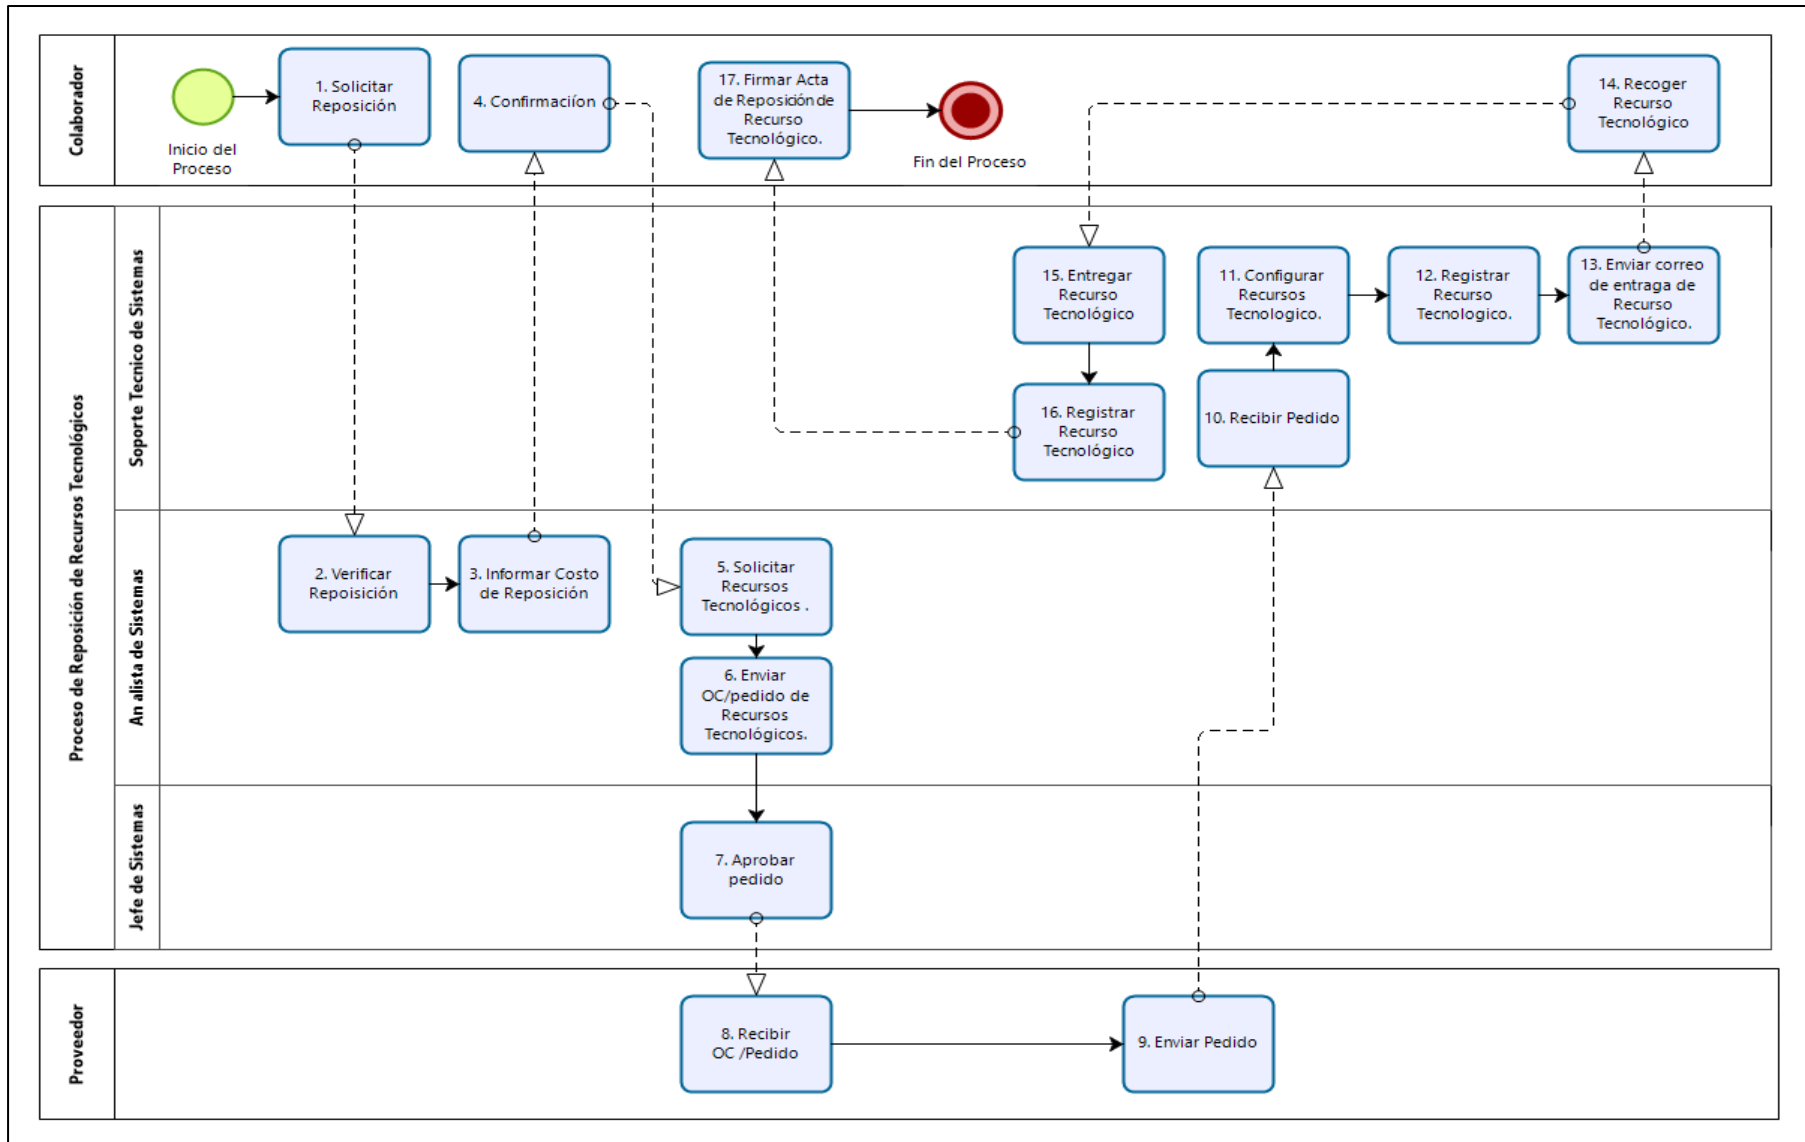 Colaborador
Inicio del
Proceso
1. Solicitar
Reposición
4. Confirmaciíon
17. Firmar Acta
de Reposición de
Recurso
Tecnológico.
Fin del Proceso
14. Recoger
Recurso
Tecnológico
Proceso de Reposición de Recursos Tecnológicos
Soporte Tecnico de Sistemas
15. Entregar
Recurso
Tecnológico
11. Configurar
Recursos
Tecnologico.
12. Registrar
Recurso
Tecnologico.
13. Enviar correo
de entraga de
Recurso
Tecnológico.
16. Registrar
Recurso
Tecnológico
10. Recibir Pedido
An alista de Sistemas
2. Verificar
Repoisición
3. Informar Costo
de Reposición
5. Solicitar
Recursos
Tecnológicos .
6. Enviar
OC/pedido de
Recursos
Tecnológicos.
Jefe de Sistemas
7. Aprobar
pedido
Proveedor
8. Recibir
OC /Pedido
9. Enviar Pedido